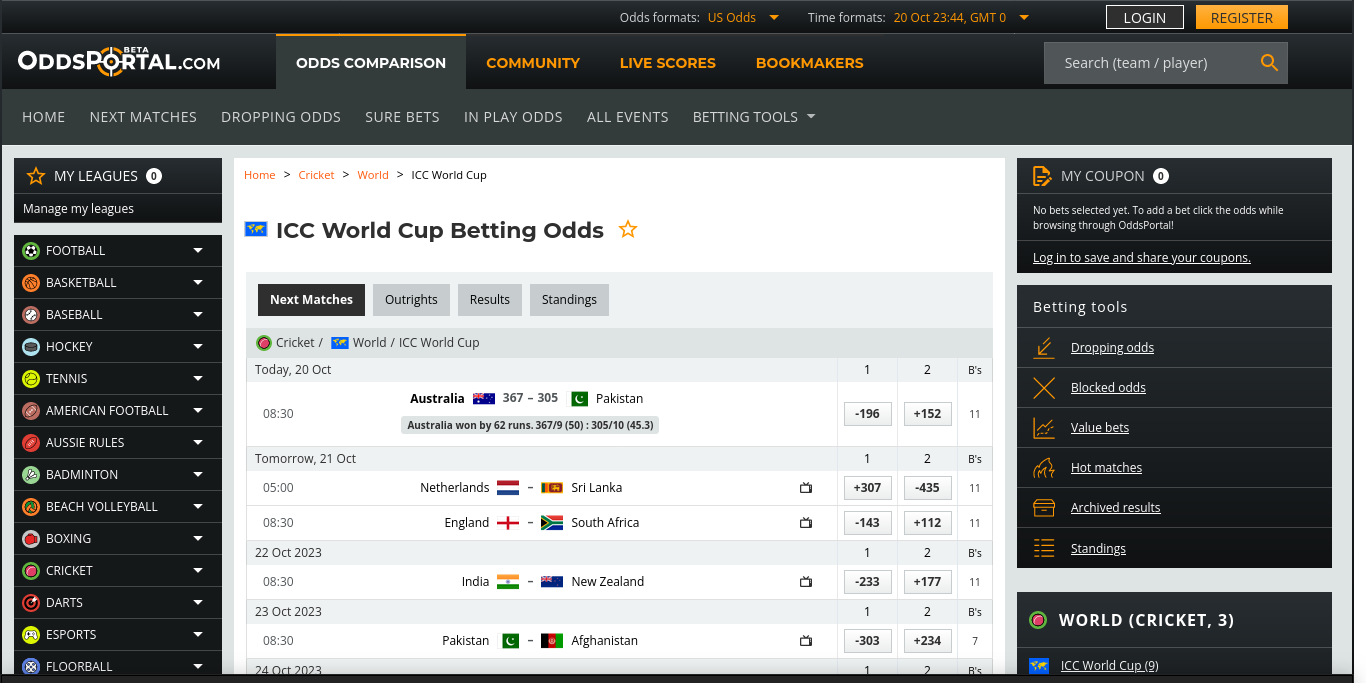 Odds formats: US Odds Time formats: 20 Oct 23:44, GMT 0 LOGIN REGISTER
ODDSPORTAL.COM BETA
ODDS COMPARISON COMMUNITY LIVE SCORES BOOKMAKERS Search (team / player)
HOME NEXT MATCHES DROPPING ODDS SURE BETS IN PLAY ODDS ALL EVENTS BETTING TOOLS
MY LEAGUES 0
Manage my leagues
FOOTBALL
BASKETBALL
BASEBALL
HOCKEY
TENNIS
AMERICAN FOOTBALL
AUSSIE RULES
BADMINTON
BEACH VOLLEYBALL
BOXING
CRICKET
DARTS
ESPORTS
FLOORBALL
Home > Cricket > World > ICC World Cup
ICC World Cup Betting Odds
Next Matches Outrights Results Standings
Cricket / World / ICC World Cup
Today, 20 Oct 1 2 B's
08:30 Australia 367 – 305 Pakistan -196 +152 11
Australia won by 62 runs. 367/9 (50) : 305/10 (45.3)
Tomorrow, 21 Oct 1 2 B's
05:00 Netherlands – Sri Lanka +307 -435 11
08:30 England – South Africa -143 +112 11
22 Oct 2023 1 2 B's
08:30 India – New Zealand -233 +177 11
23 Oct 2023 1 2 B's
08:30 Pakistan – Afghanistan -303 +234 7
24 Oct 2023 1 2 B's
MY COUPON 0
No bets selected yet. To add a bet click the odds while
browsing through OddsPortal!
Log in to save and share your coupons.
Betting tools
Dropping odds
Blocked odds
Value bets
Hot matches
Archived results
Standings
WORLD (CRICKET, 3)
ICC World Cup (9)